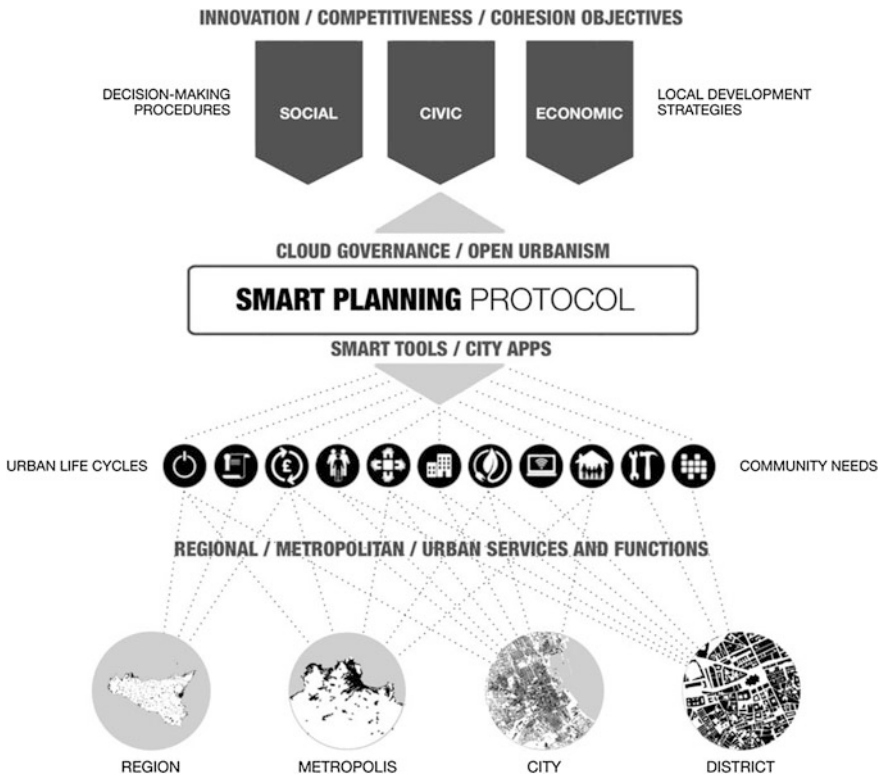 INNOVATION / COMPETITIVENESS / COHESION OBJECTIVES
DECISION-MAKING
PROCEDURES
SOCIAL
CIVIC
ECONOMIC
LOCAL DEVELOPMENT
STRATEGIES
CLOUD GOVERNANCE / OPEN URBANISM
SMART PLANNING PROTOCOL
SMART TOOLS / CITY APPS
URBAN LIFE CYCLES
£
COMMUNITY NEEDS
REGIONAL / METROPOLITAN / URBAN SERVICES AND FUNCTIONS
REGION
METROPOLIS
CITY
DISTRICT